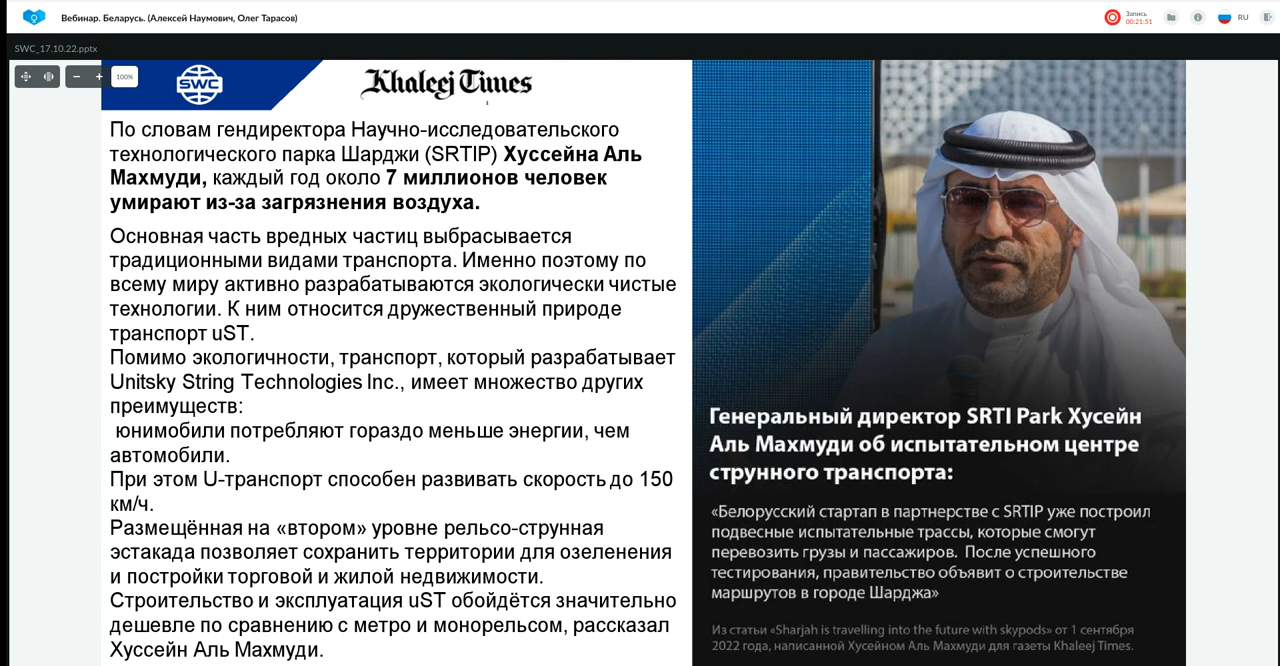 Вебинар. Беларусь. (Алексей Наумович, Олег Тарасов)
Запись
00:21:51
RU
SWC_17.10.22.pptx
100%
SWC
Khaleej Times
1
По словам гендиректора Научно-исследовательского
технологического парка Шарджи (SRTIP) Хуссейна Аль
Махмуди, каждый год около 7 миллионов человек
умирают из-за загрязнения воздуха.
Основная часть вредных частиц выбрасывается
традиционными видами транспорта. Именно поэтому по
всему миру активно разрабатываются экологически чистые
технологии. К ним относится дружественный природе
транспорт uST.
Помимо экологичности, транспорт, который разрабатывает
Unitsky String Technologies Inc., имеет множество других
преимуществ:
юнимобили потребляют гораздо меньше энергии, чем
автомобили.
При этом U-транспорт способен развивать скорость до 150
км/ч.
Размещённая на «втором» уровне рельсо-струнная
эстакада позволяет сохранить территории для озеленения
и постройки торговой и жилой недвижимости.
Строительство и эксплуатация uST обойдётся значительно
дешевле по сравнению с метро и монорельсом, рассказал
Хуссейн Аль Махмуди.
Генеральный директор SRTI Park Хусейн
Аль Махмуди об испытательном центре
струнного транспорта:
«Белорусский стартап в партнерстве с SRTIP уже построил
подвесные испытательные трассы, которые смогут
перевозить грузы и пассажиров. После успешного
тестирования, правительство объявит о строительстве
маршрутов в городе Шарджа»
Из статьи «Sharjah is travelling into the future with skypods» от 1 сентября
2022 года, написанной Хусейном Аль Махмуди для газеты Khaleej Times.